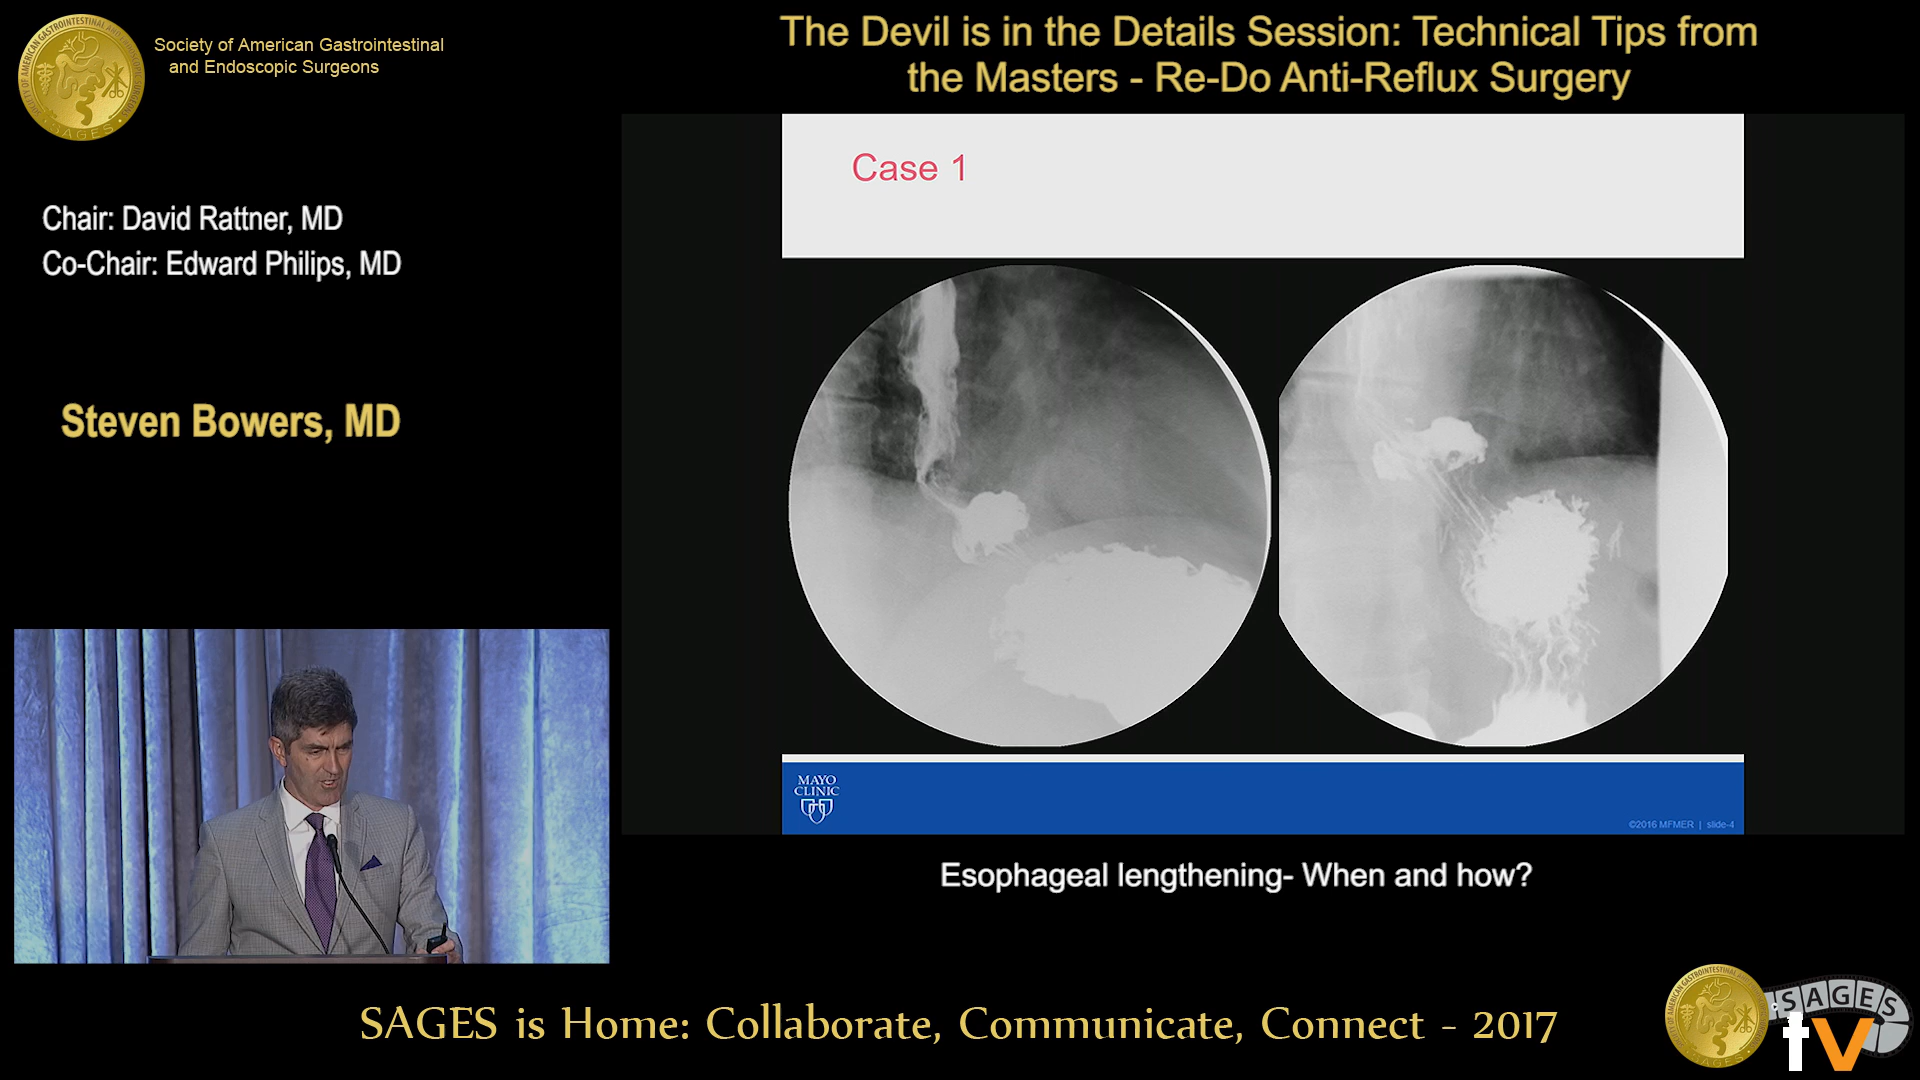 Society of American Gastrointestinal
and Endoscopic Surgeons
The Devil is in the Details Session: Technical Tips from
the Masters - Re-Do Anti-Reflux Surgery
Chair: David Rattner, MD
Co-Chair: Edward Philips, MD
Steven Bowers, MD
Case 1
MAYO
CLINIC
©2016 MFMER | slide-4
Esophageal lengthening- When and how?
SAGES is Home: Collaborate, Communicate, Connect - 2017
SAGES
tv